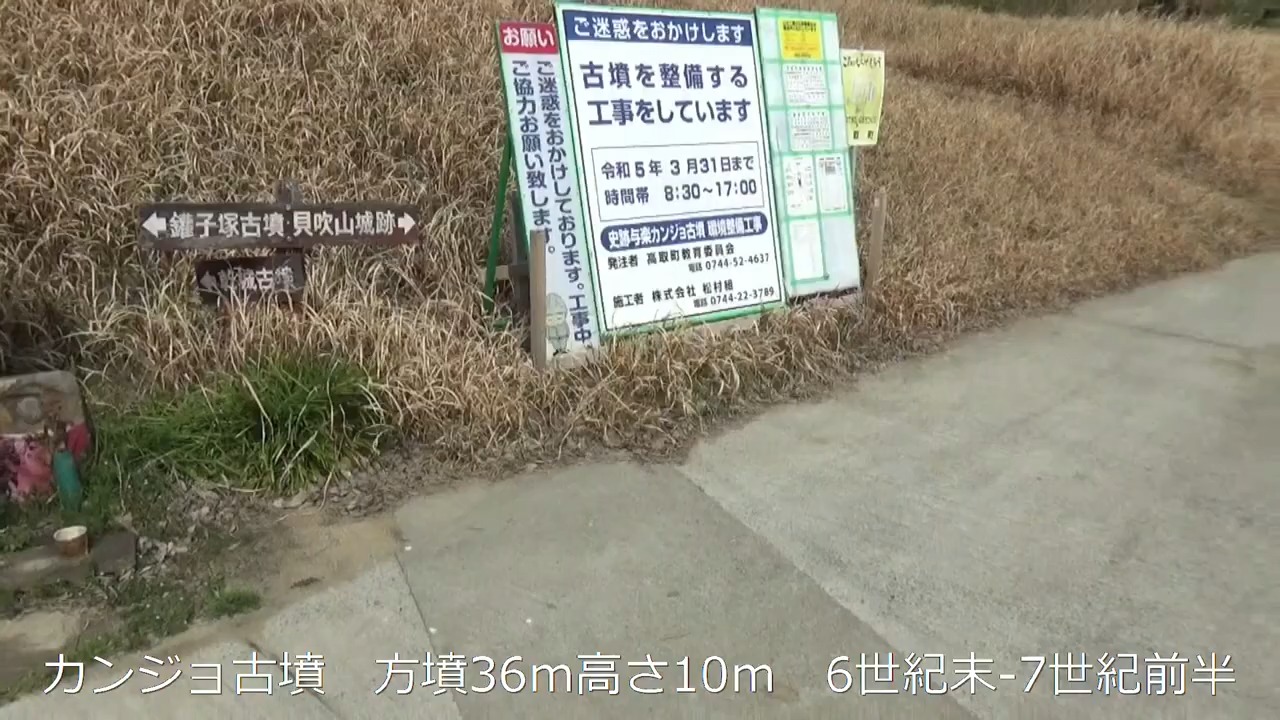 ←鑵子塚古墳 貝吹山城跡→
お願い
ご迷惑をおかけしております。工事中
ご協力お願い致します。
ご迷惑をおかけします
古墳を整備する
工事をしています
令和5年 3月31日まで
時間帯 8:30〜17:00
史跡与楽カンジョ古墳 環境整備工事
発注者 高取町教育委員会
電話 0744-52-4637
施工者 株式会社 松村組
電話 0744-22-3789
カンジョ古墳 方墳36m高さ10m 6世紀末-7世紀前半